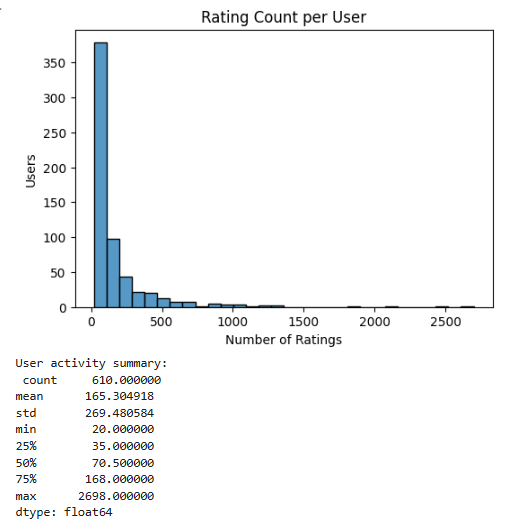 Rating Count per User
350
300
250
200
150
100
50
0
Users
0 500 1000 1500 2000 2500
Number of Ratings
User activity summary:
count 610.000000
mean 165.304918
std 269.480584
min 20.000000
25% 35.000000
50% 70.500000
75% 168.000000
max 2698.000000
dtype: float64